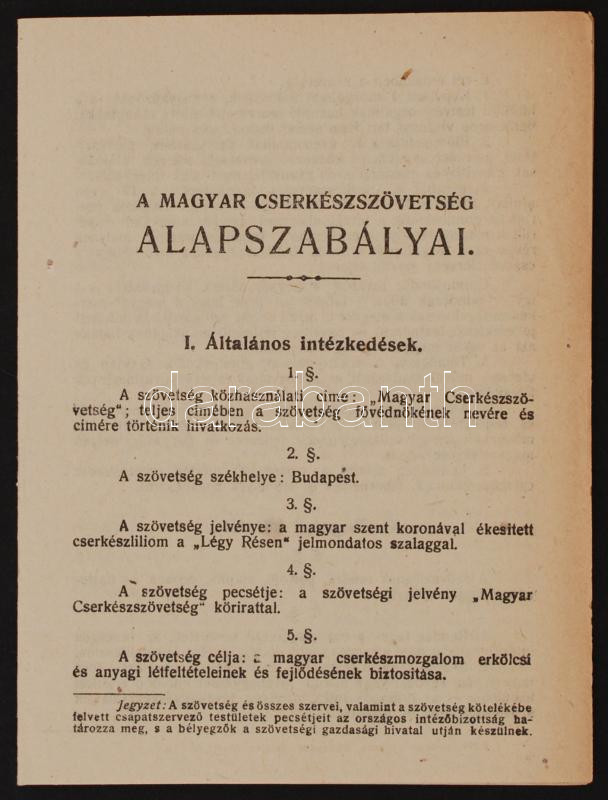 A MAGYAR CSERKÉSZSZÖVETSÉG
ALAPSZABÁLYAI.
I. Általános intézkedések.
1. §.
A szövetség közhasználati cime: „Magyar Cserkészszö-
vetség“; teljes cimében a szövetség fővédnökének nevére és
cimére történik hivatkozás.
darabanth
2. §.
A szövetség székhelye: Budapest.
3. §.
A szövetség jelvénye: a magyar szent koronával ékesitett
cserkészliliom a „Légy Résen“ jelmondatos szalaggal.
4. §.
A szövetség pecsétje: a szövetségi jelvény „Magyar
Cserkészszövetség“ körirattal.
5. §.
A szövetség célja: a magyar cserkészmozgalom erkölcsi
és anyagi létfeltételeinek és fejlődésének biztositása.
Jegyzet: A szövetség és összes szervei, valamint a szövetség kötelékébe
felvett csapatszervező testületek pecsétjeit az országos intézőbizottság ha-
tározza meg, s a bélyegzők a szövetségi gazdasági hivatal utján készülnek.